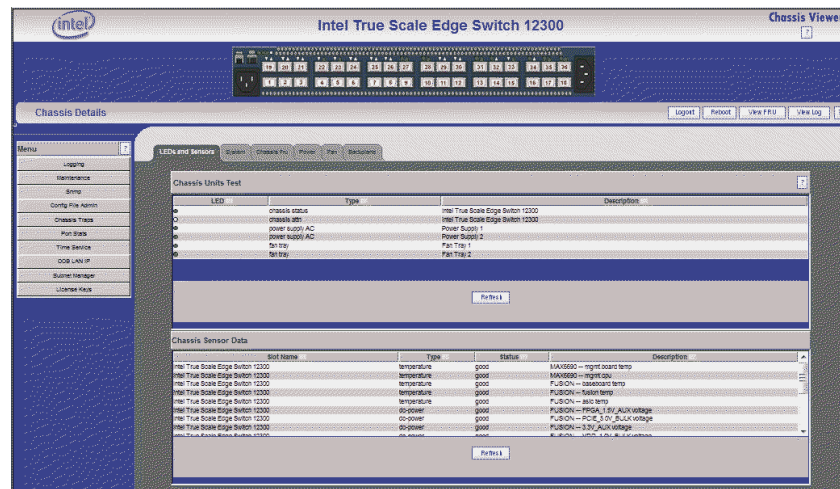 intel
Intel True Scale Edge Switch 12300
Chassis Viewer
?
19 20 21 22 23 24 25 26 27 28 29 30 31 32 33 34 35 36
1 2 3 4 5 6 7 8 9 10 11 12 13 14 15 16 17 18
Chassis Details
Logout Reboot View FRU View Log
Menu ?
Logging
Maintenance
Snmp
Config File Admin
Chassis Traps
Port Stats
Time Service
OOB LAN IP
Subnet Manager
License Keys
LEDs and Sensors System Chassis Fru Power Fan Backplane
Chassis Units Test ?
LED Type Description
chassis status Intel True Scale Edge Switch 12300
chassis attn Intel True Scale Edge Switch 12300
power supply AC Power Supply 1
power supply AC Power Supply 2
fan tray Fan Tray 1
fan tray Fan Tray 2
Refresh
Chassis Sensor Data
Slot Name Type Status Description
Intel True Scale Edge Switch 12300 temperature good MAX6690 -- mgmt board temp
Intel True Scale Edge Switch 12300 temperature good MAX6690 -- mgmt cpu
Intel True Scale Edge Switch 12300 temperature good FUSION -- baseboard temp
Intel True Scale Edge Switch 12300 temperature good FUSION -- fusion temp
Intel True Scale Edge Switch 12300 temperature good FUSION -- asic temp
Intel True Scale Edge Switch 12300 dc-power good FUSION -- FPGA_1.5V_AUX voltage
Intel True Scale Edge Switch 12300 dc-power good FUSION -- PCIE_3.0V_BULK voltage
Intel True Scale Edge Switch 12300 dc-power good FUSION -- 3.3V_AUX voltage
Intel True Scale Edge Switch 12300 dc-power good FUSION --
Refresh